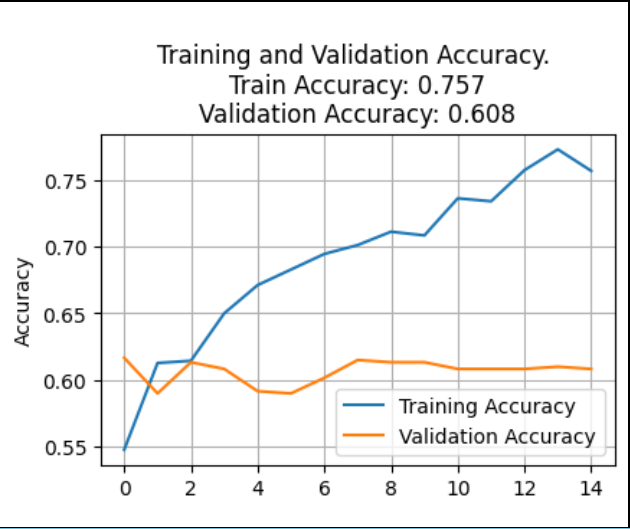 Training and Validation Accuracy.
Train Accuracy: 0.757
Validation Accuracy: 0.608
0.75
0.70
0.65
0.60
0.55
Accuracy
Training Accuracy
Validation Accuracy
0 2 4 6 8 10 12 14